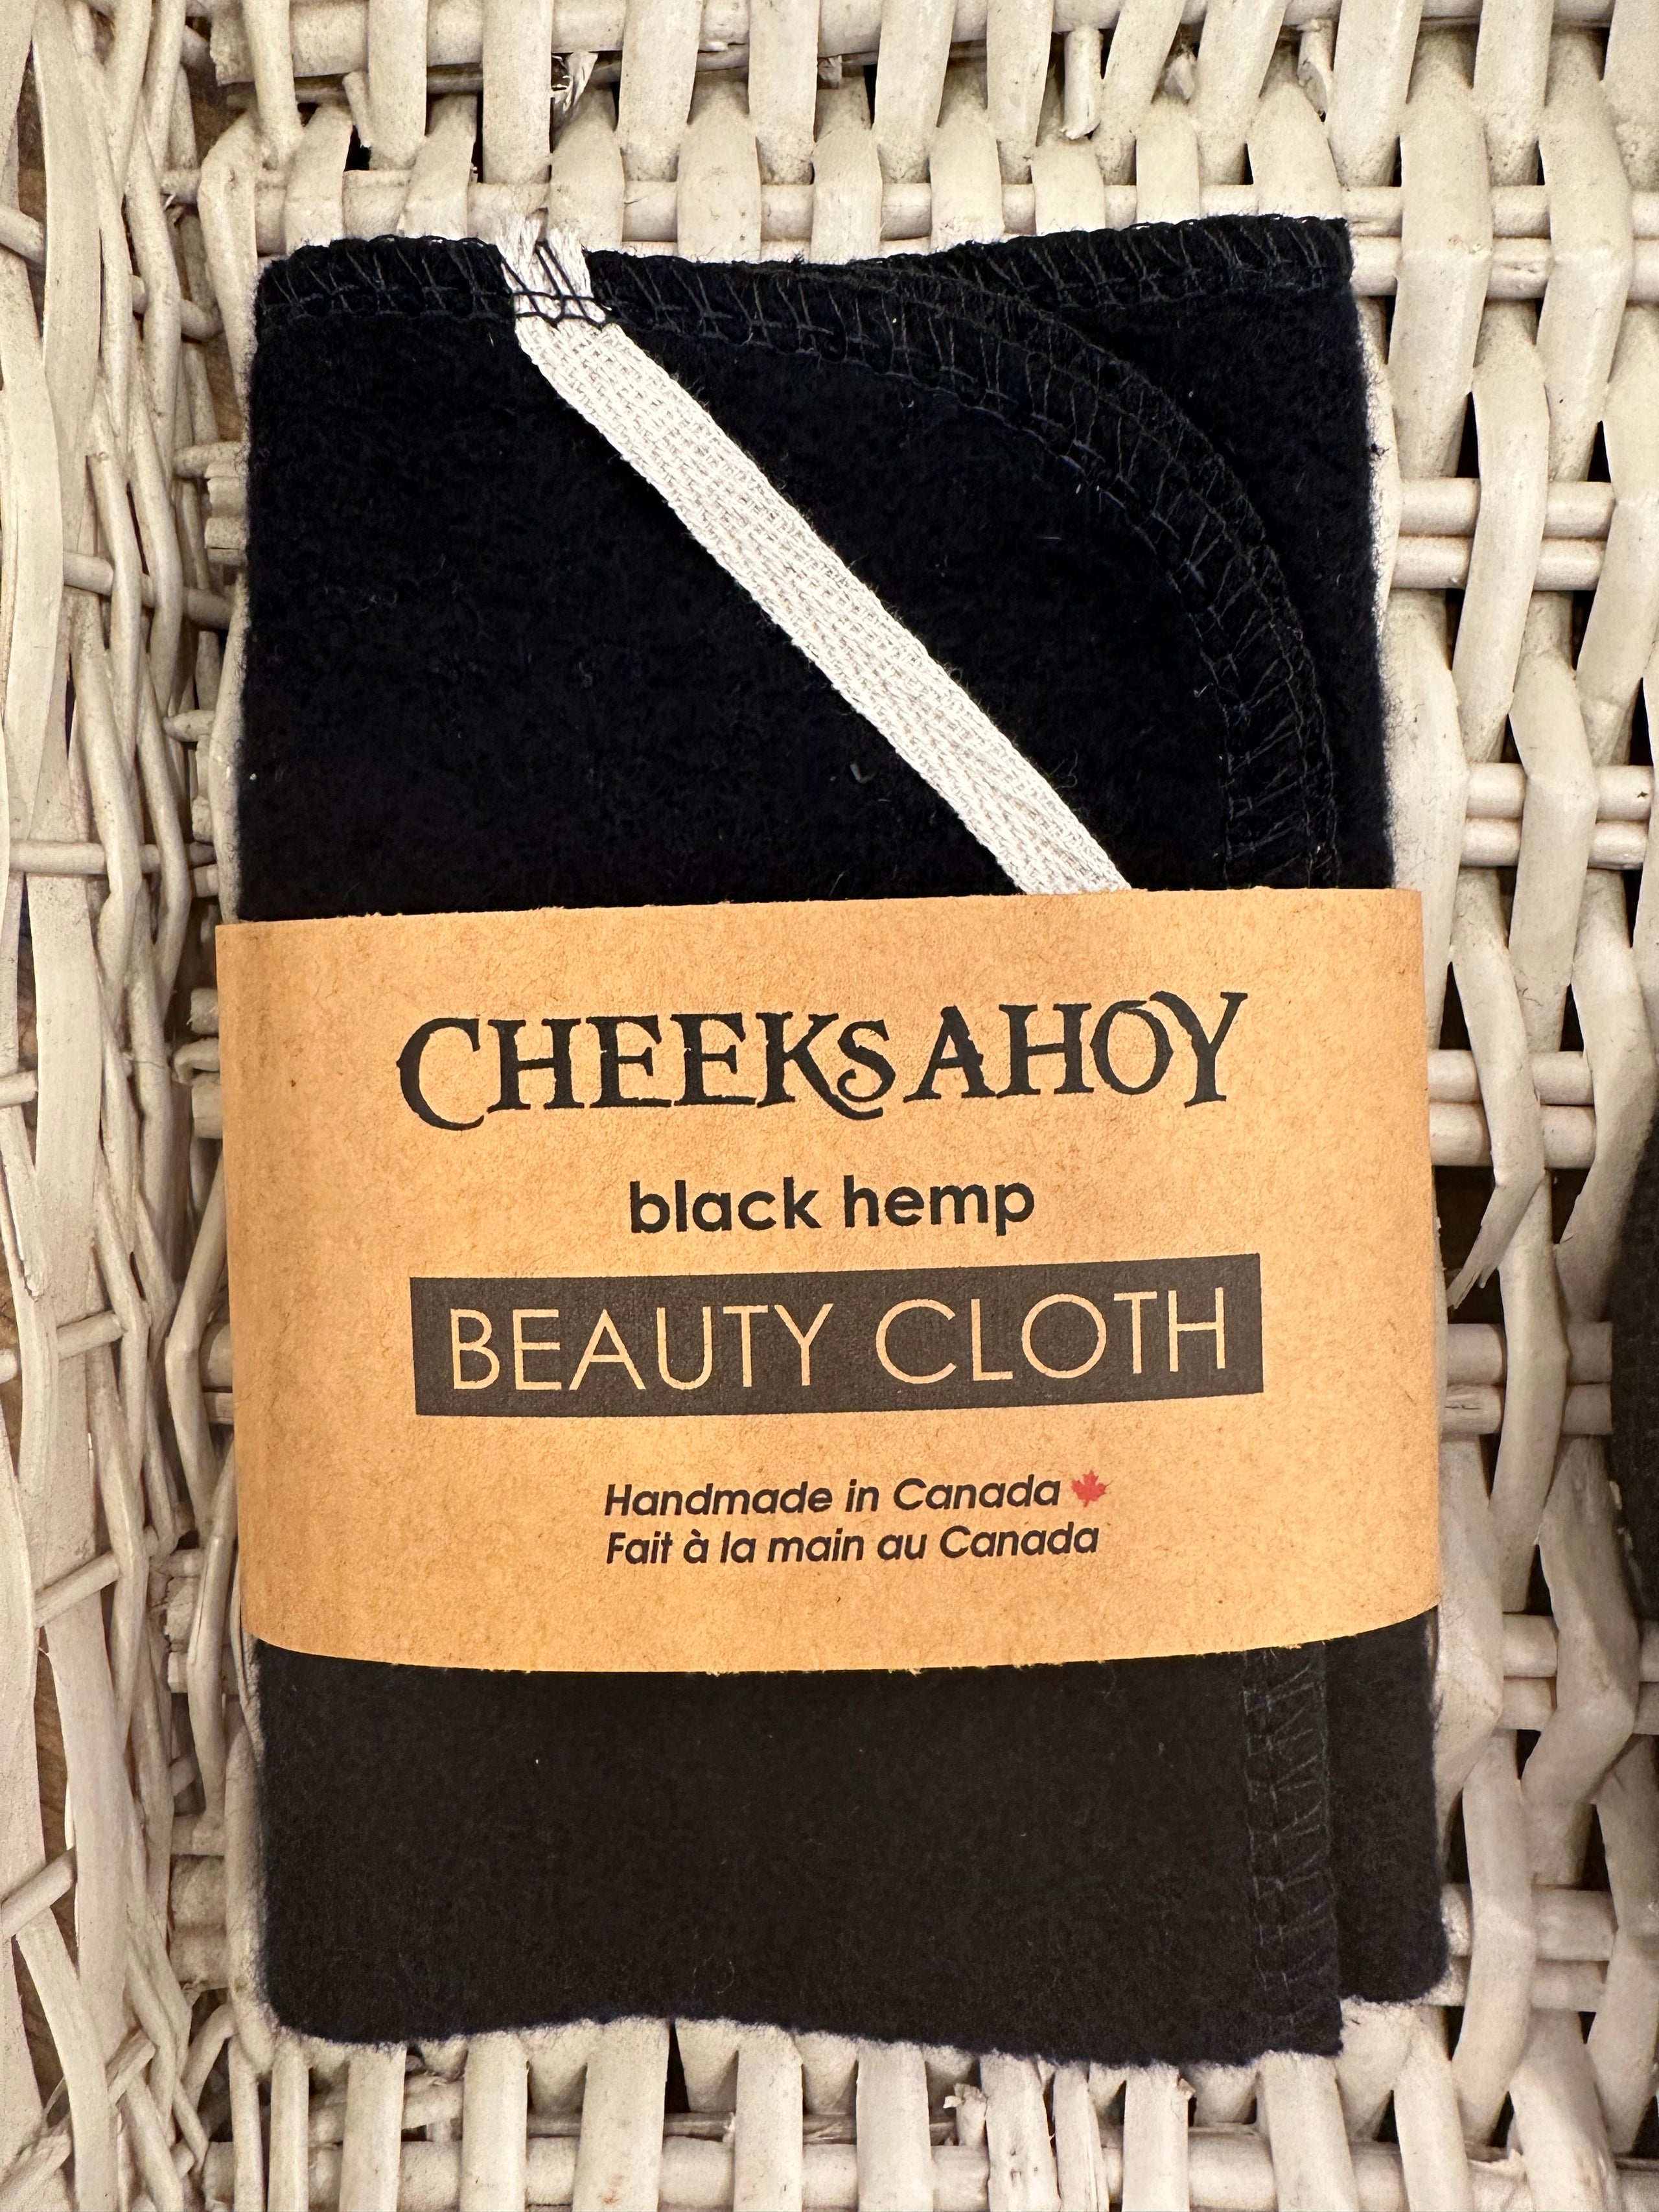 CHEEKS AHOY
black hemp
BEAUTY CLOTH
Handmade in Canada
Fait à la main au Canada